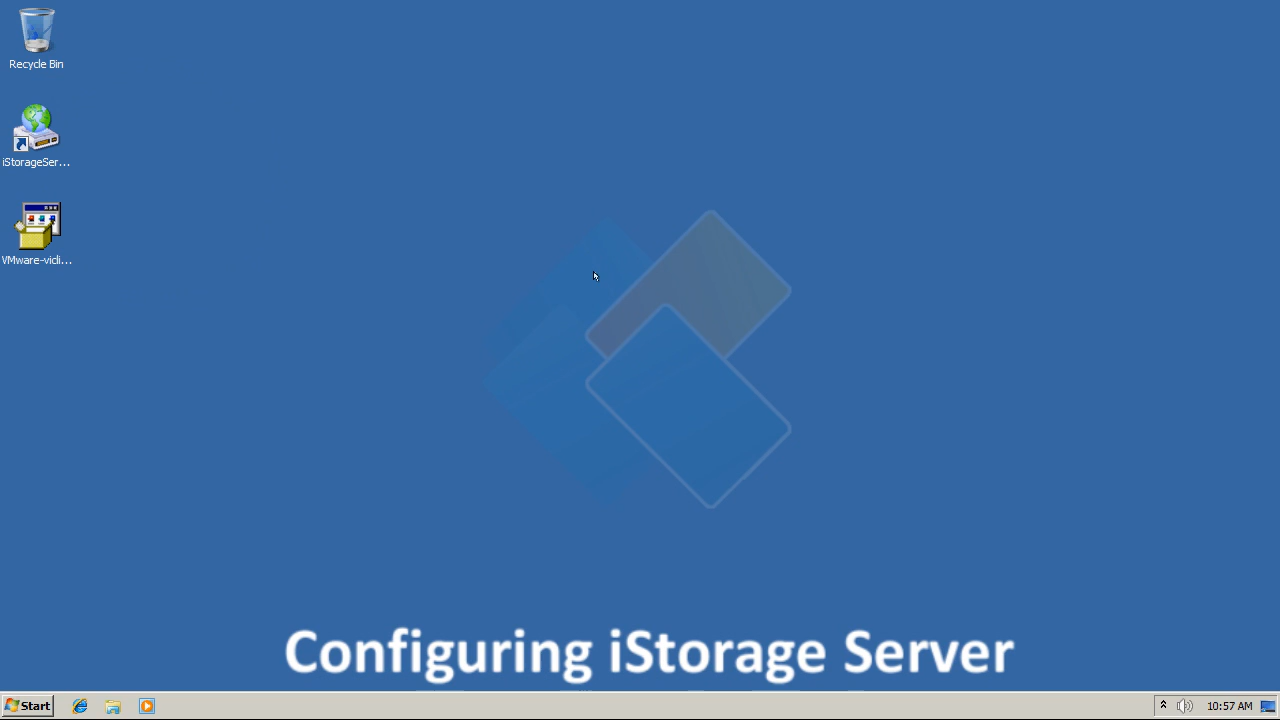 Recycle Bin
iStorageSer...
VMware-vicli...
Configuring iStorage Server
Start
10:57 AM